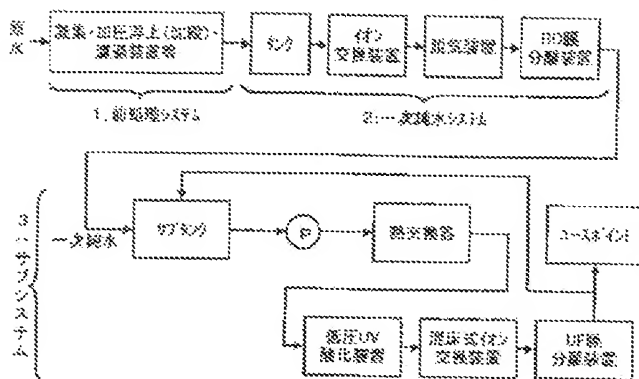 原水
凝集・加圧浮上(沈殿)・
濾過装置等
タンク
イオン
交換装置
脱気装置
RO膜
分離装置
1.前処理システム
2.一次純水システム
3.サブシステム
一次純水
サブタンク
P
熱交換器
ユースポイント
低圧UV
酸化装置
混床式イオン
交換装置
UF膜
分離装置